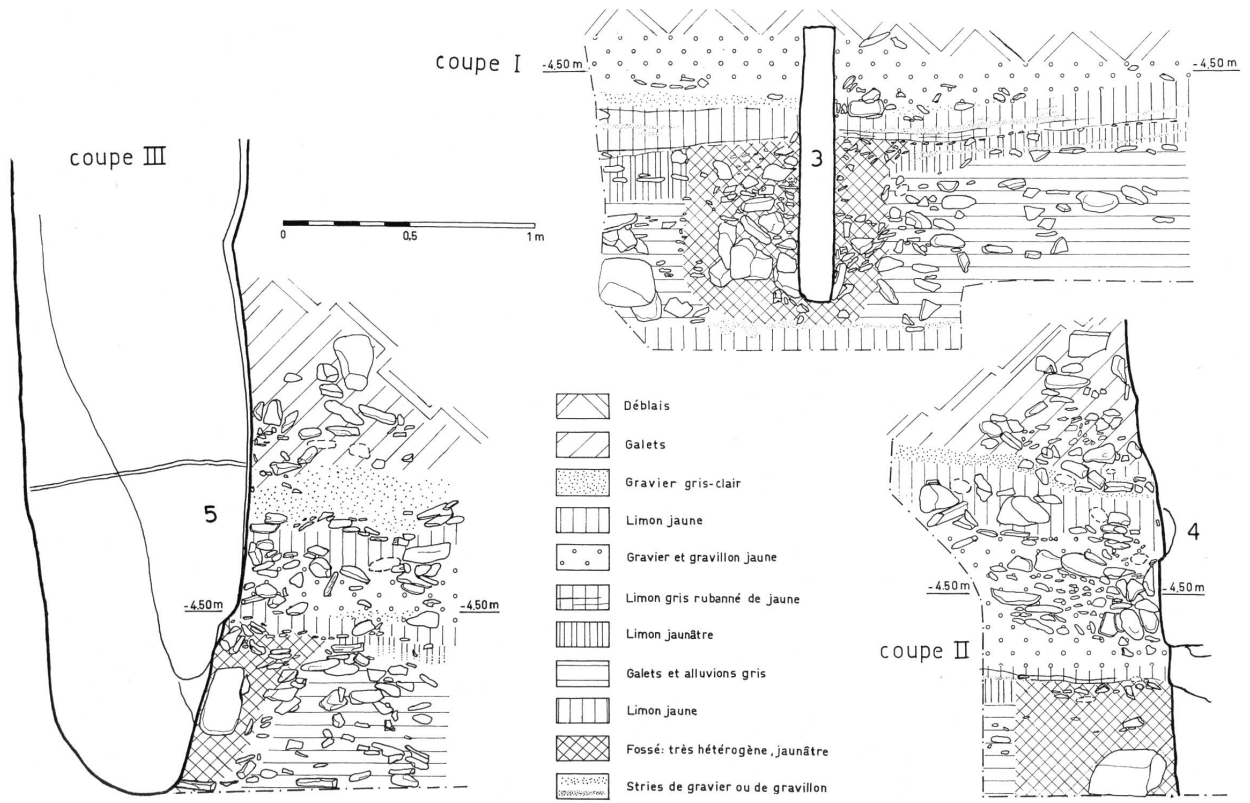 coupe I
-4,50 m
-4,50 m
3
coupe III
0
0,5
1 m
5
-4,50 m
-4,50 m
Déblais
Galets
Gravier gris-clair
Limon jaune
Gravier et gravillon jaune
Limon gris rubanné de jaune
Limon jaunâtre
Galets et alluvions gris
Limon jaune
Fossé: très hétérogène, jaunâtre
Stries de gravier ou de gravillon
4
-4,50 m
-4,50 m
coupe II